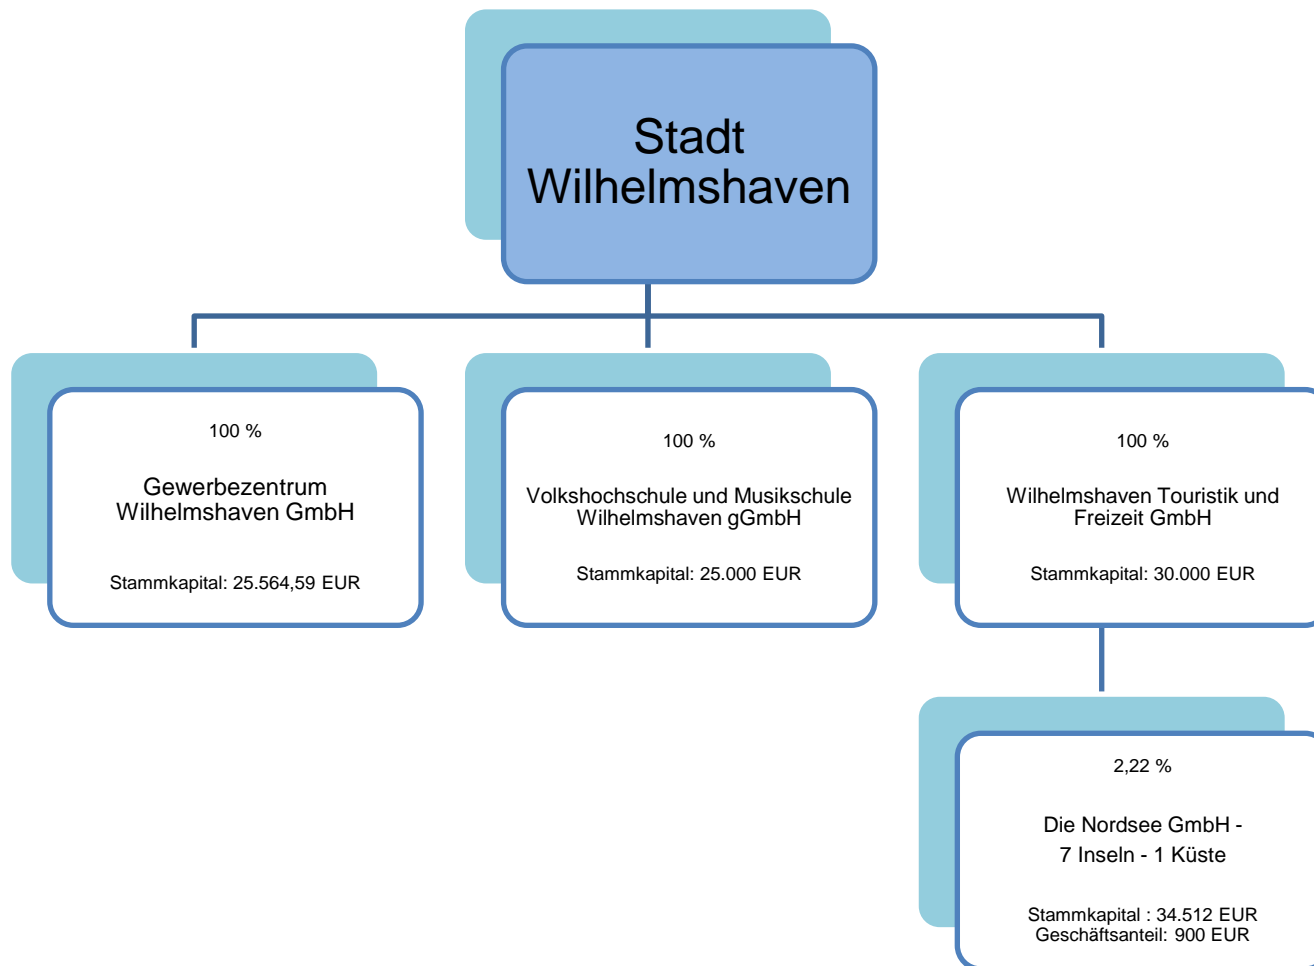 Stadt
Wilhelmshaven
100 %
Gewerbezentrum
Wilhelmshaven GmbH
Stammkapital: 25.564,59 EUR
100 %
Volkshochschule und Musikschule
Wilhelmshaven gGmbH
Stammkapital: 25.000 EUR
100 %
Wilhelmshaven Touristik und
Freizeit GmbH
Stammkapital: 30.000 EUR
2,22 %
Die Nordsee GmbH -
7 Inseln - 1 Küste
Stammkapital : 34.512 EUR
Geschäftsanteil: 900 EUR